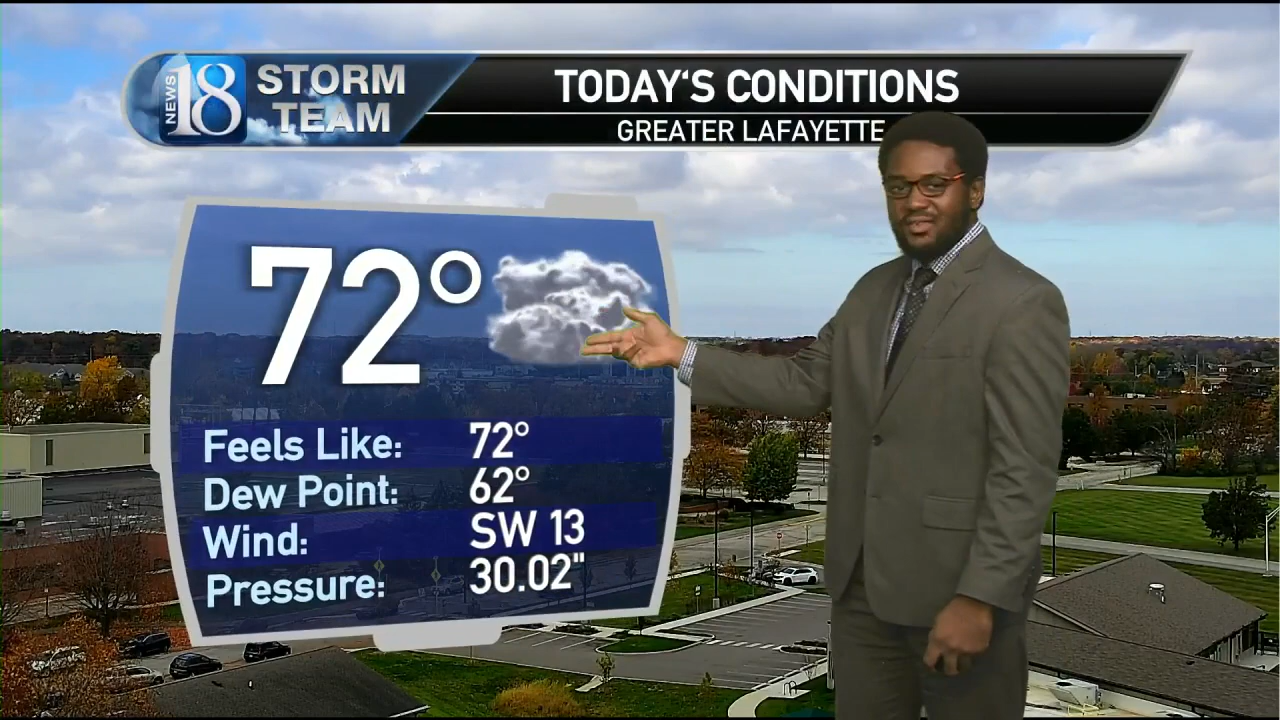 NEWS 18 STORM TEAM
TODAY'S CONDITIONS
GREATER LAFAYETTE
72°
Feels Like: 72°
Dew Point: 62°
Wind: SW 13
Pressure: 30.02"